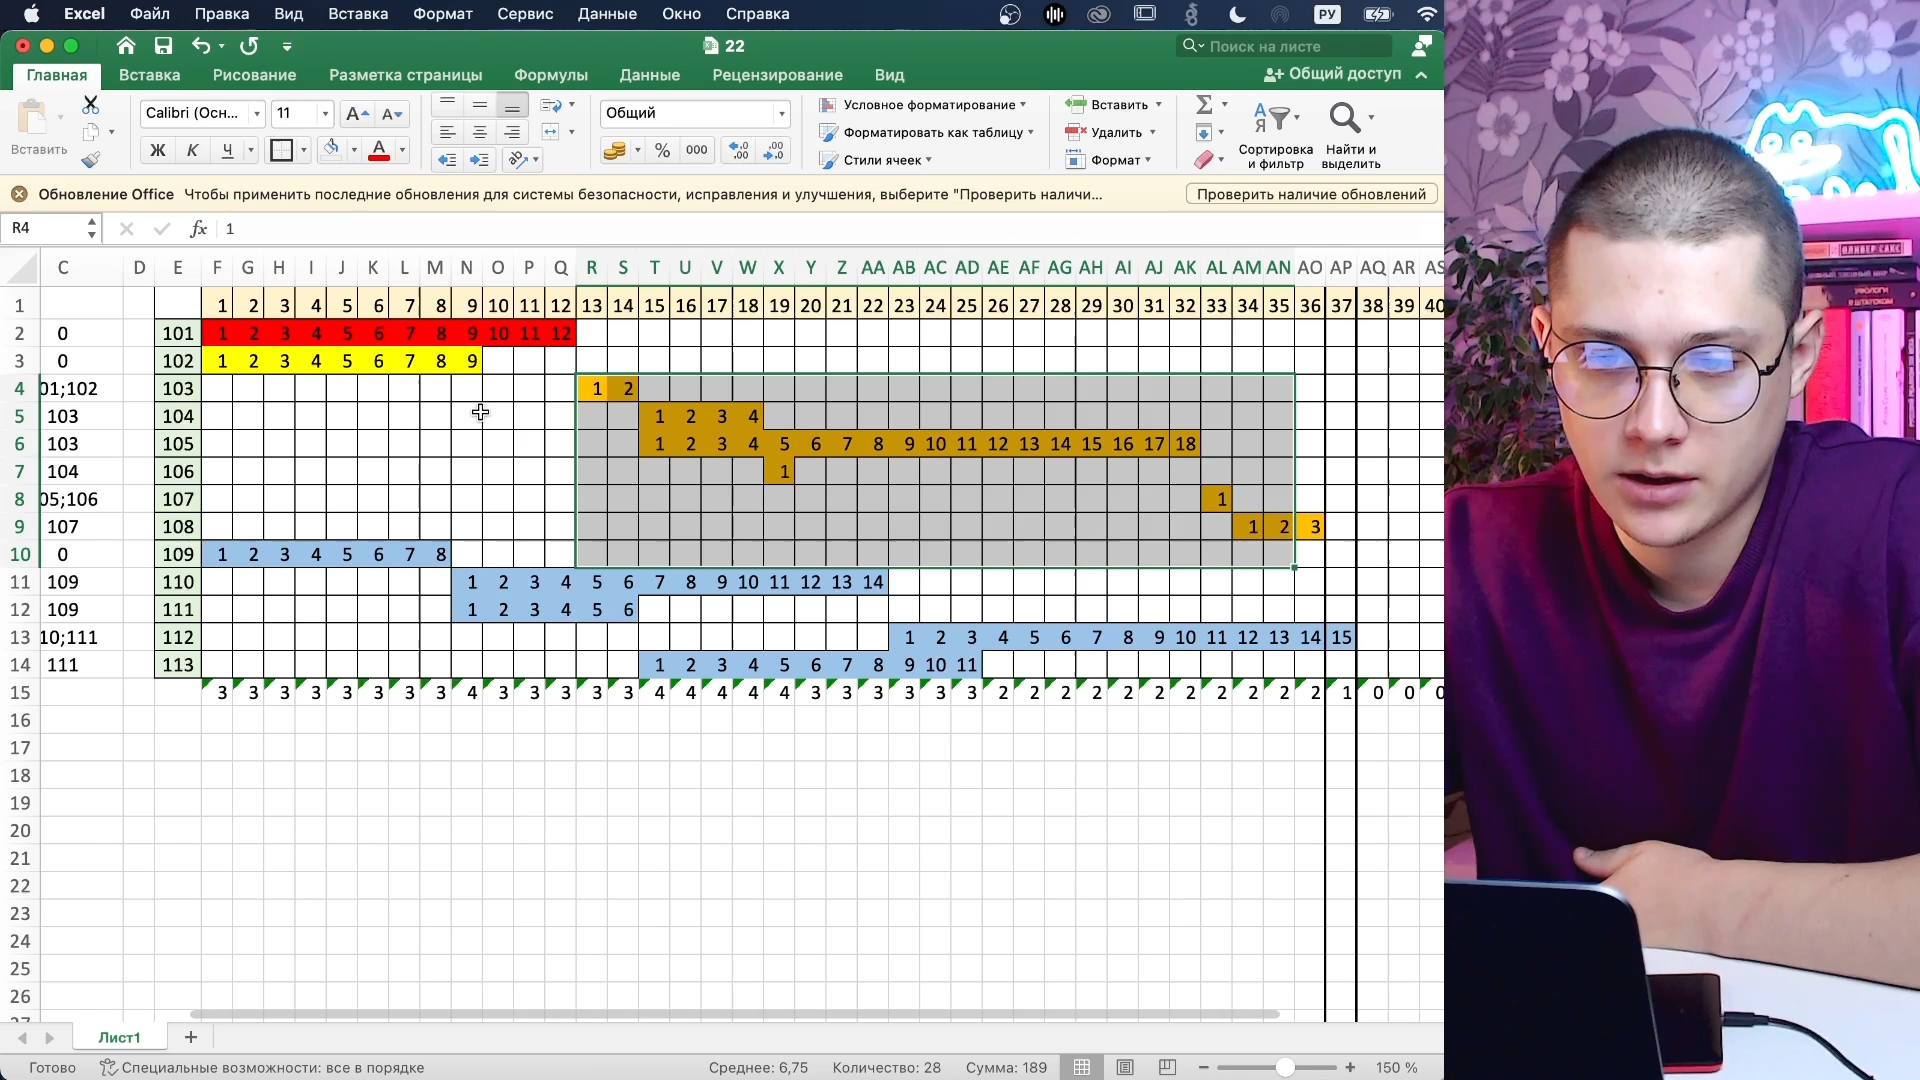 Excel Файл Правка Вид Вставка Формат Сервис Данные Окно Справка РУ
22 Поиск на листе
Главная Вставка Рисование Разметка страницы Формулы Данные Рецензирование Вид Общий доступ
Вставить
Calibri (Осн... 11
Ж К Ч А
Общий
% 000
Условное форматирование
Форматировать как таблицу
Стили ячеек
Вставить
Удалить
Формат
Сортировка и фильтр
Найти и выделить
Обновление Office Чтобы применить последние обновления для системы безопасности, исправления и улучшения, выберите "Проверить наличи... Проверить наличие обновлений
R4 fx 1
C D E F G H I J K L M N O P Q R S T U V W X Y Z AA AB AC AD AE AF AG AH AI AJ AK AL AM AN AO AP AQ AR AS
1 1 2 3 4 5 6 7 8 9 10 11 12 13 14 15 16 17 18 19 20 21 22 23 24 25 26 27 28 29 30 31 32 33 34 35 36 37 38 39 40
2 0 101 1 2 3 4 5 6 7 8 9 10 11 12
3 0 102 1 2 3 4 5 6 7 8 9
4 01;102 103 1 2
5 103 104 1 2 3 4
6 103 105 1 2 3 4 5 6 7 8 9 10 11 12 13 14 15 16 17 18
7 104 106 1
8 05;106 107 1
9 107 108 1 2 3
10 0 109 1 2 3 4 5 6 7 8
11 109 110 1 2 3 4 5 6 7 8 9 10 11 12 13 14
12 109 111 1 2 3 4 5 6
13 10;111 112 1 2 3 4 5 6 7 8 9 10 11 12 13 14 15
14 111 113 1 2 3 4 5 6 7 8 9 10 11
15 3 3 3 3 3 3 3 3 4 3 3 3 3 3 4 4 4 4 4 3 3 3 3 3 3 2 2 2 2 2 2 2 2 2 2 2 1 0 0 0
16
17
18
19
20
21
22
23
24
25
26
Лист1
Готово Специальные возможности: все в порядке Среднее: 6,75 Количество: 28 Сумма: 189 150 %